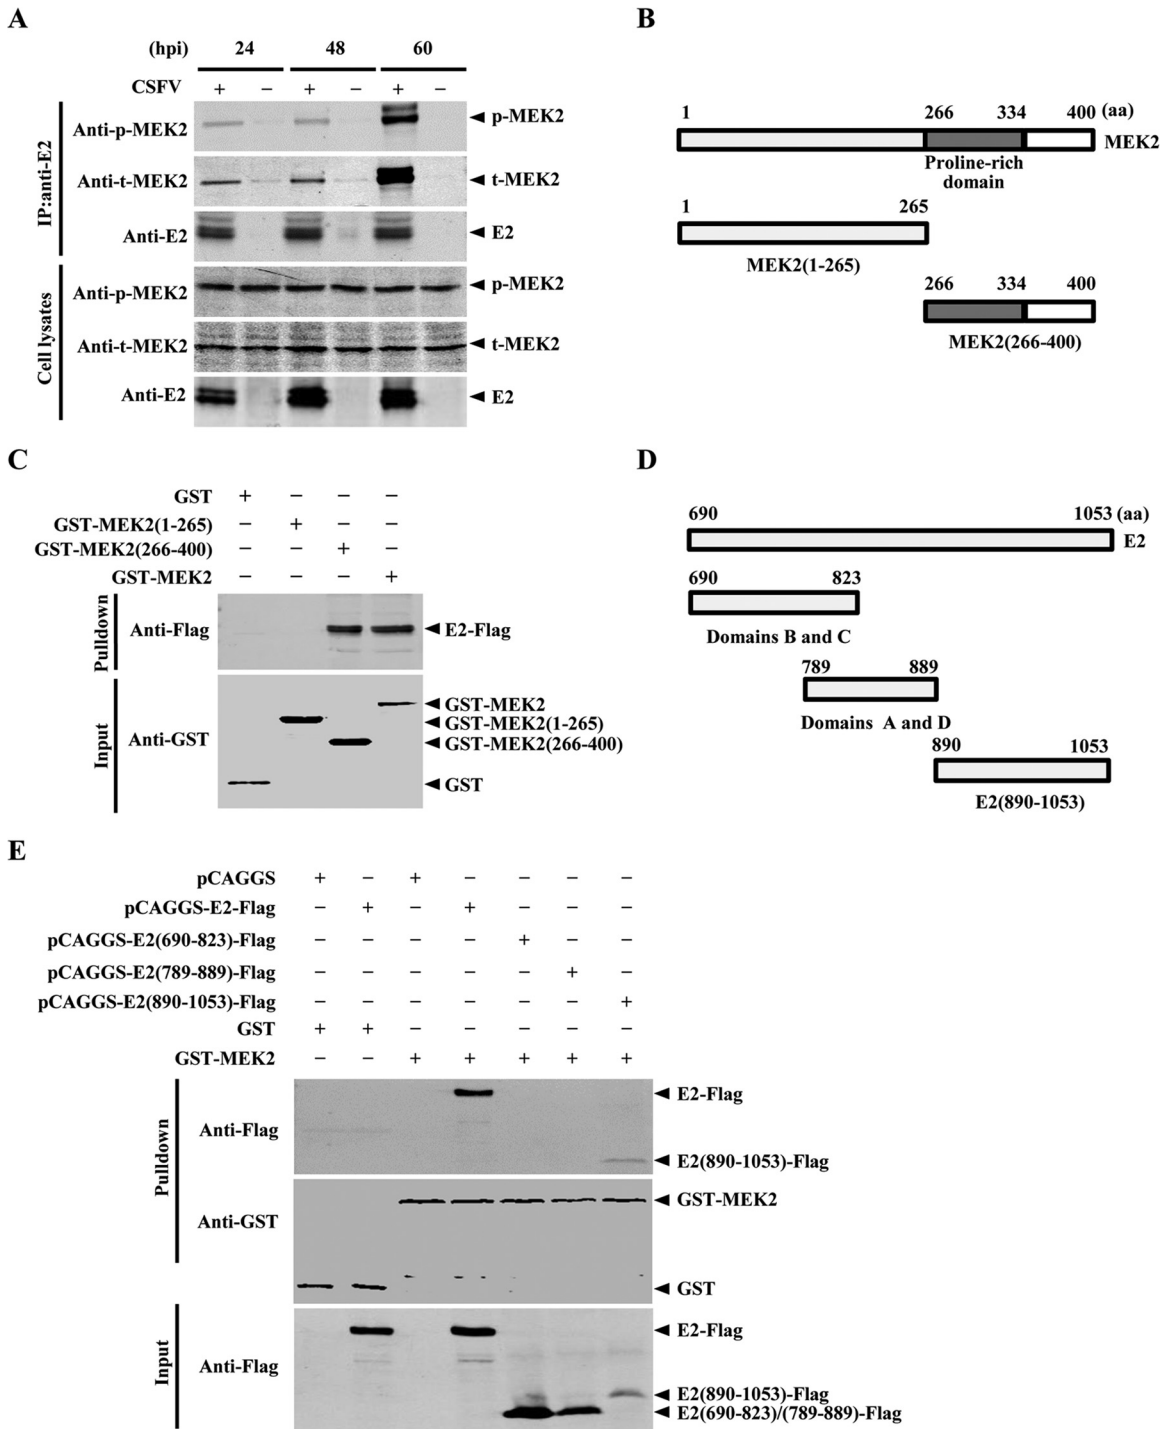 A
(hpi) 24 48 60
CSFV + − + − + −
IP:anti-E2
Anti-p-MEK2 p-MEK2
Anti-t-MEK2 t-MEK2
Anti-E2 E2
Cell lysates
Anti-p-MEK2 p-MEK2
Anti-t-MEK2 t-MEK2
Anti-E2 E2
B
1 266 334 400 (aa)
MEK2
Proline-rich
domain
1 265
MEK2(1-265)
266 334 400
MEK2(266-400)
C
GST + − − −
GST-MEK2(1-265) − + − −
GST-MEK2(266-400) − − + −
GST-MEK2 − − − +
Pulldown
Anti-Flag E2-Flag
Input
Anti-GST
GST-MEK2
GST-MEK2(1-265)
GST-MEK2(266-400)
GST
D
690 1053 (aa)
E2
690 823
Domains B and C
789 889
Domains A and D
890 1053
E2(890-1053)
E
pCAGGS + − + − − − −
pCAGGS-E2-Flag − + − + − − −
pCAGGS-E2(690-823)-Flag − − − − + − −
pCAGGS-E2(789-889)-Flag − − − − − + −
pCAGGS-E2(890-1053)-Flag − − − − − − +
GST + + − − − − −
GST-MEK2 − − + + + + +
Pulldown
Anti-Flag
E2-Flag
E2(890-1053)-Flag
Anti-GST
GST-MEK2
GST
Input
Anti-Flag
E2-Flag
E2(890-1053)-Flag
E2(690-823)/(789-889)-Flag